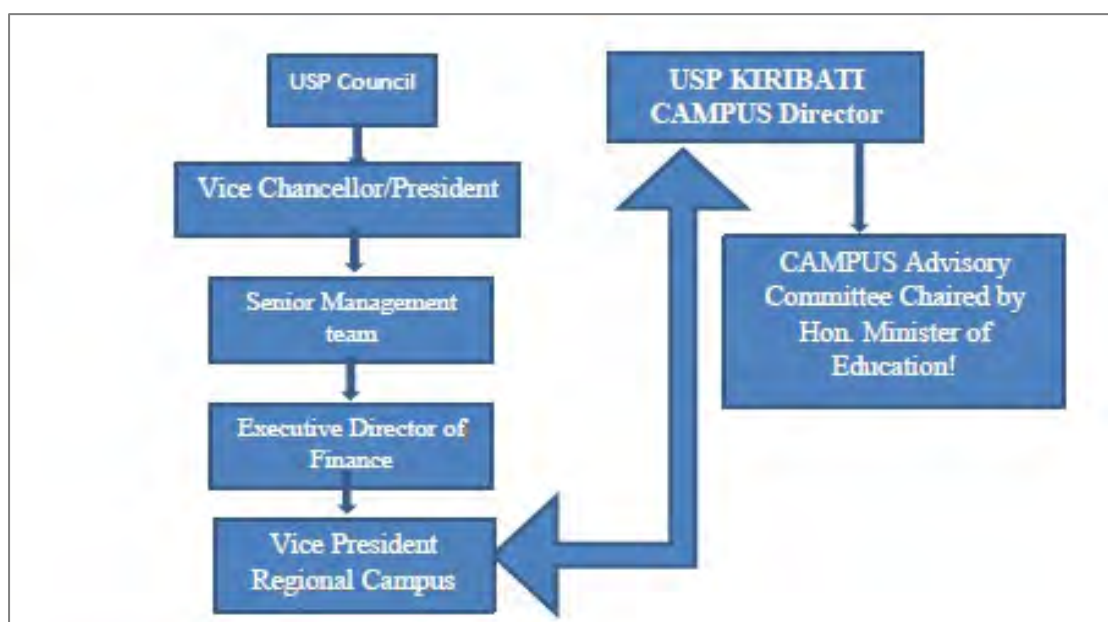 USP Council
Vice Chancellor/President
Senior Management
team
Executive Director of
Finance
Vice President
Regional Campus
USP KIRIBATI
CAMPUS Director
CAMPUS Advisory
Committee Chaired by
Hon. Minister of
Education!